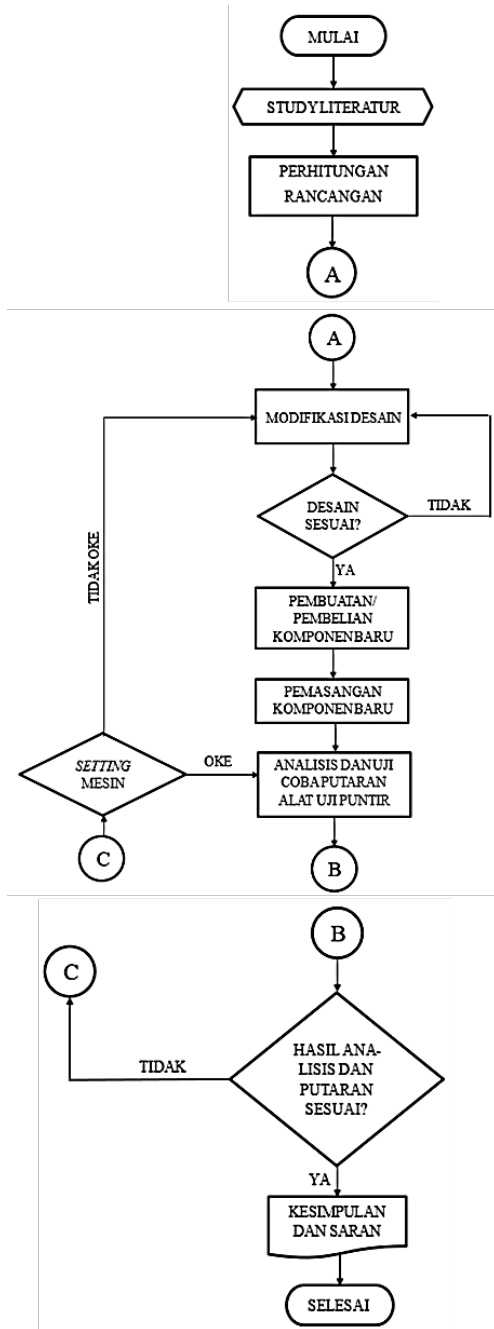 MULAI
STUDY LITERATUR
PERHITUNGAN
RANCANGAN
A
A
MODIFIKASI DESAIN
DESAIN
SESUAI?
TIDAK
YA
TIDAK OKE
PEMBUATAN/
PEMBELIAN
KOMPONEN BARU
PEMASANGAN
KOMPONEN BARU
SETTING
MESIN
OKE
ANALISIS DAN UJI
COBA PUTARAN
ALAT UJI PUNTIR
C
B
B
C
HASIL ANA-
LISIS DAN
PUTARAN
SESUAI?
TIDAK
YA
KESIMPULAN
DAN SARAN
SELESAI